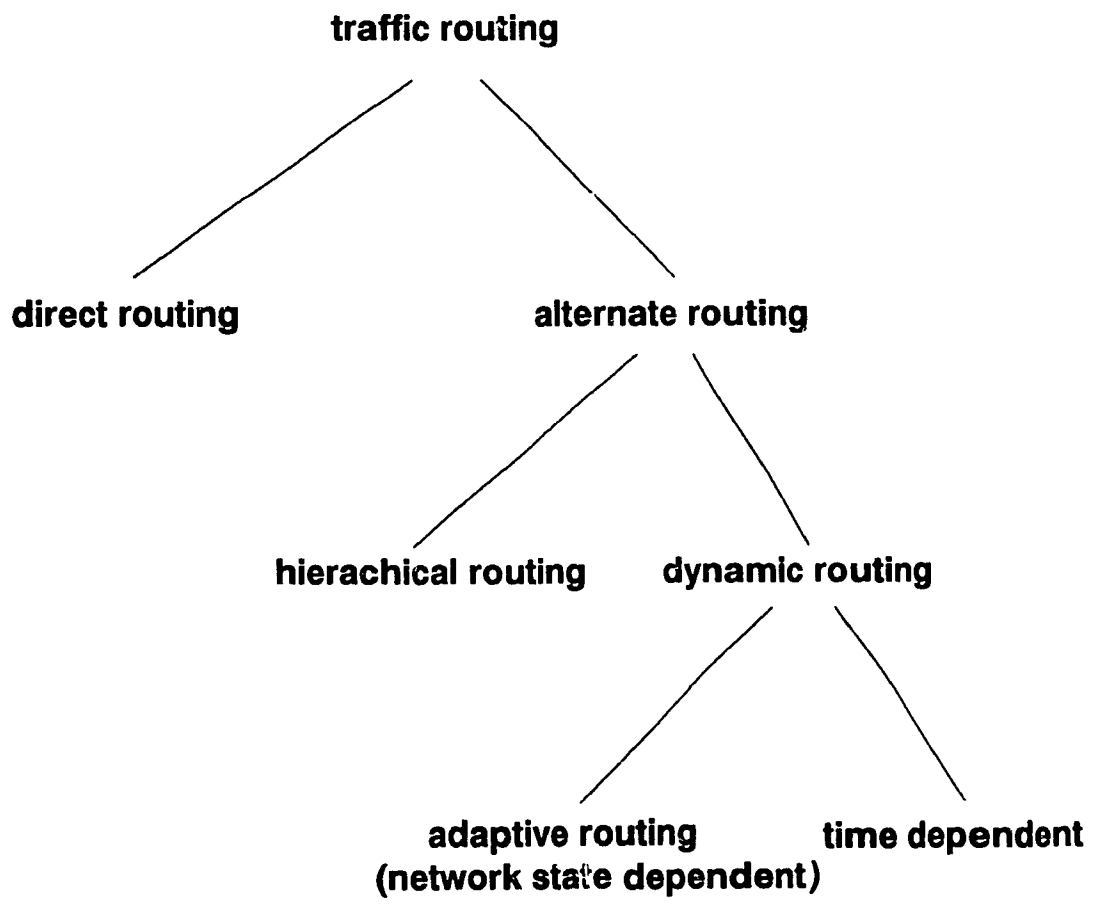 traffic routing
direct routing
alternate routing
hierachical routing
dynamic routing
adaptive routing
(network state dependent)
time dependent